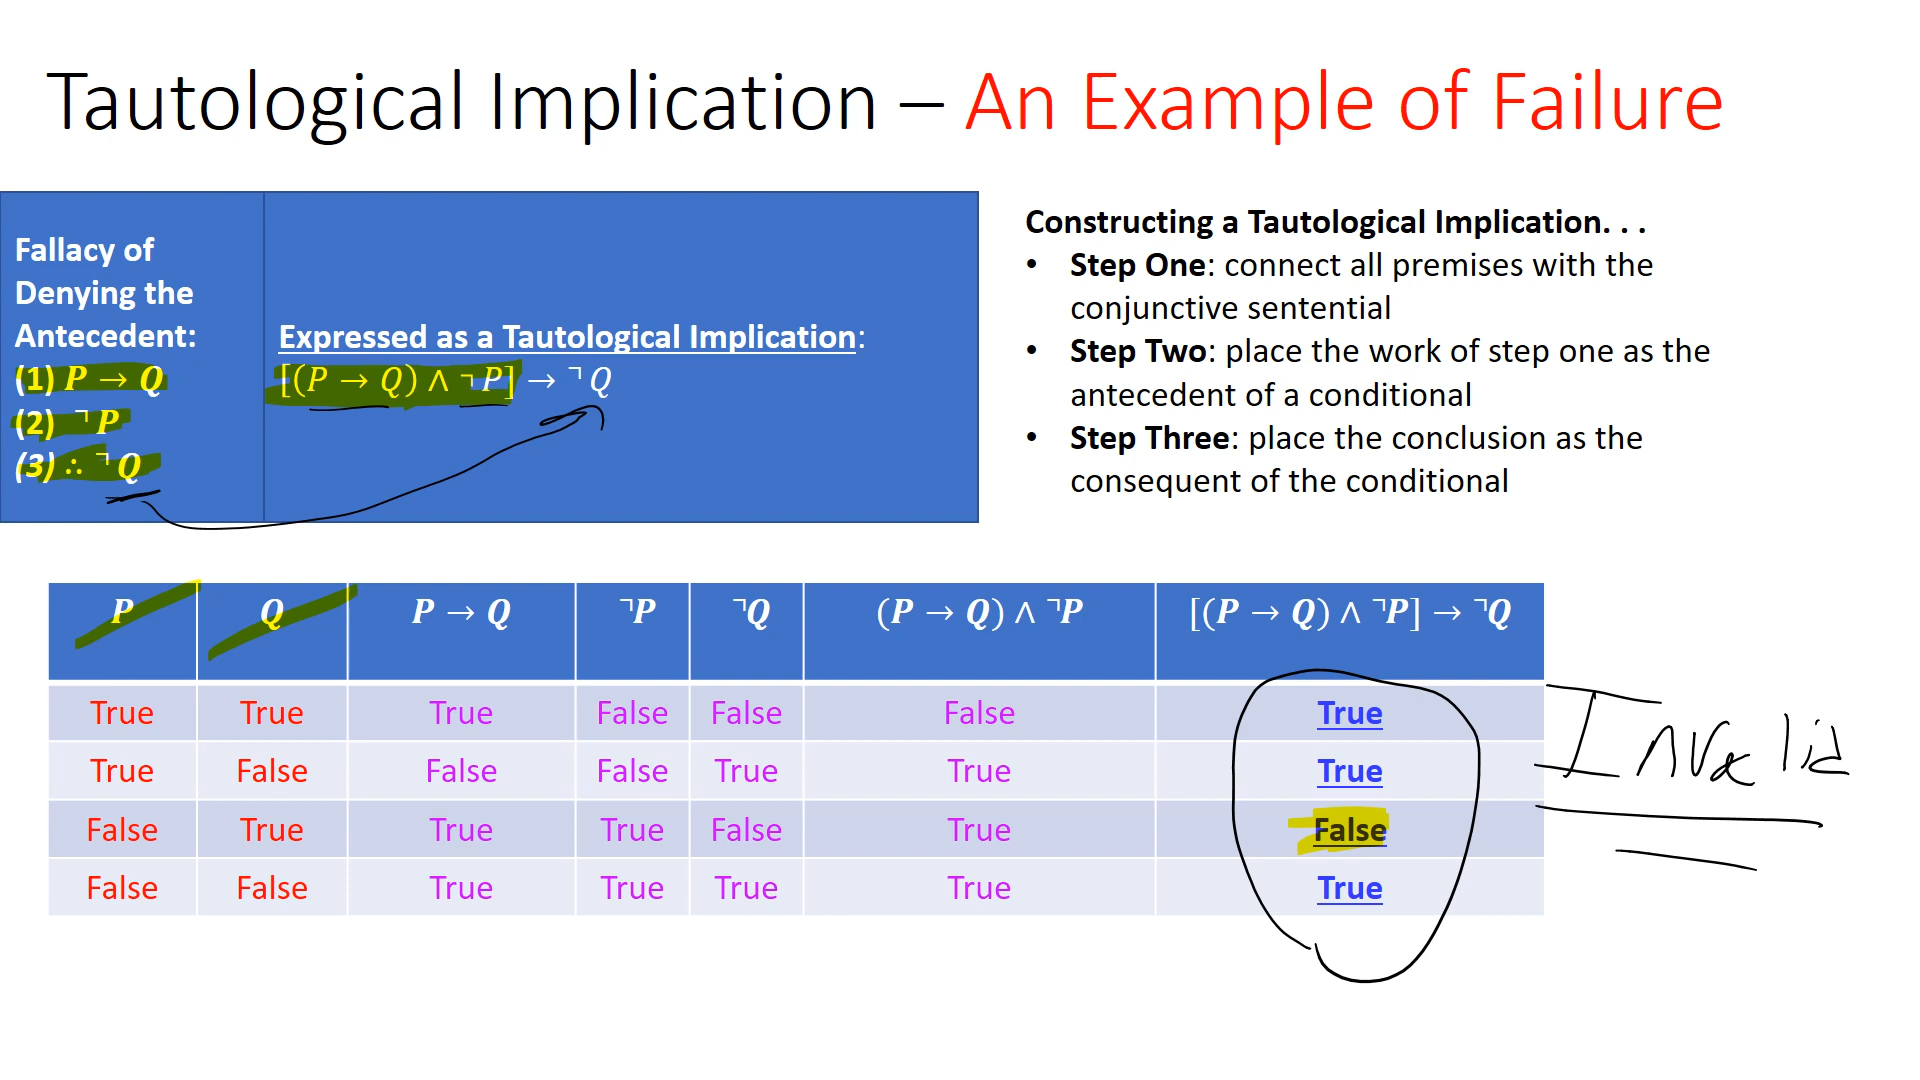 Tautological Implication – An Example of Failure
Fallacy of
Denying the
Antecedent:
(1) P → Q
(2) ¬P
(3) ∴ ¬Q
Expressed as a Tautological Implication:
[(P → Q) ∧ ¬P] → ¬Q
Constructing a Tautological Implication. . .
• Step One: connect all premises with the
conjunctive sentential
• Step Two: place the work of step one as the
antecedent of a conditional
• Step Three: place the conclusion as the
consequent of the conditional
P Q P → Q ¬P ¬Q (P → Q) ∧ ¬P [(P → Q) ∧ ¬P] → ¬Q
True True True False False False True
True False False False True True True
False True True True False True False
False False True True True True True
Invalid